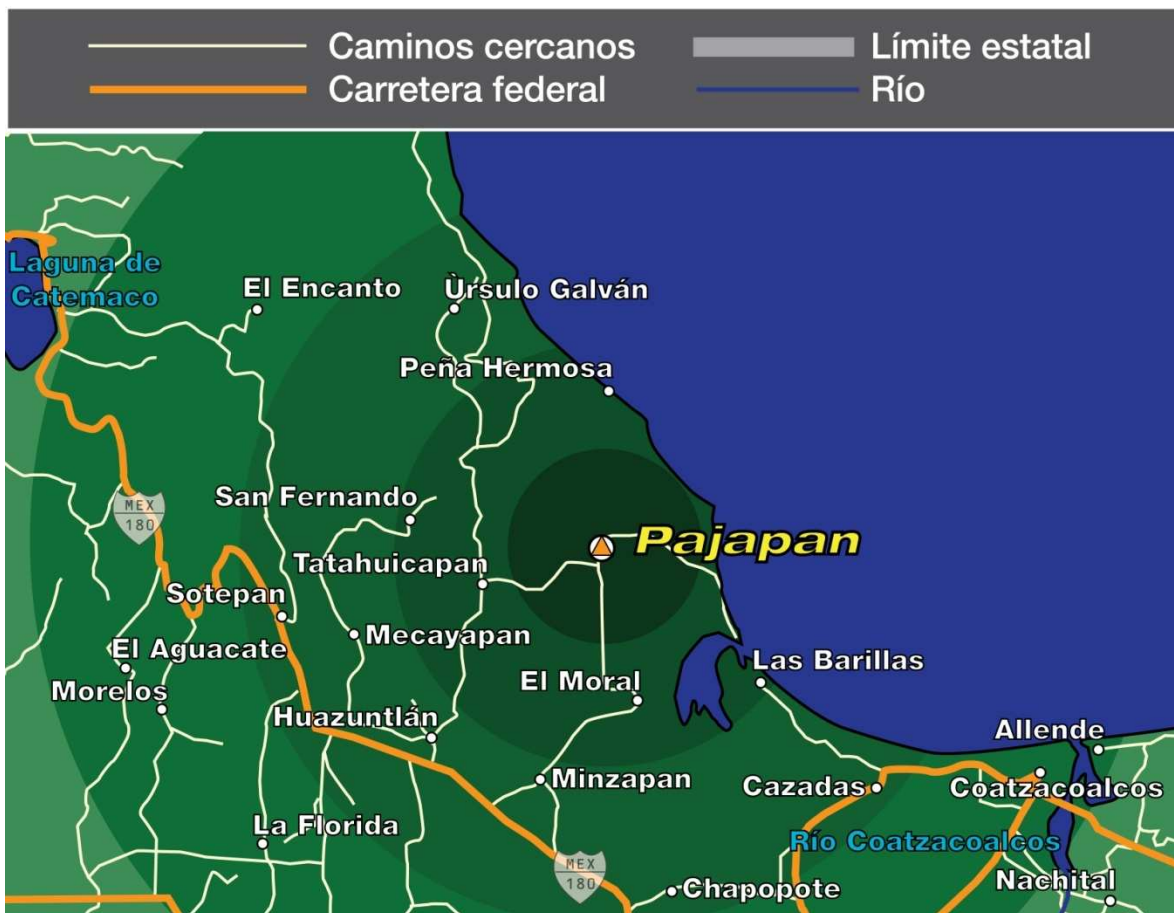 Caminos cercanos
Límite estatal
Carretera federal
Río
Laguna de
Catemaco
El Encanto
Ùrsulo Galván
Peña Hermosa
MEX
180
San Fernando
Pajapan
Tatahuicapan
Sotepan
Mecayapan
El Aguacate
Las Barillas
Morelos
El Moral
Huazuntlán
Allende
Minzapan
Cazadas
Coatzacoalcos
La Florida
Río Coatzacoalcos
MEX
180
Chapopote
Nachital